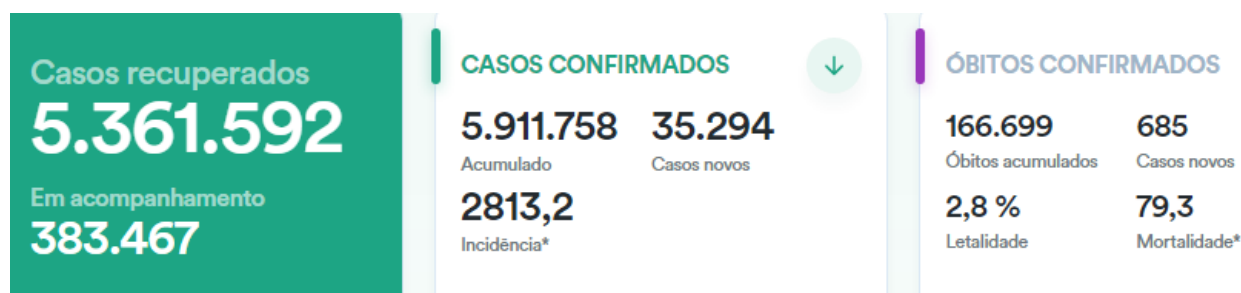 Casos recuperados
5.361.592
Em acompanhamento
383.467
CASOS CONFIRMADOS
5.911.758 35.294
Acumulado Casos novos
2813,2
Incidência*
ÓBITOS CONFIRMADOS
166.699 685
Óbitos acumulados Casos novos
2,8 % 79,3
Letalidade Mortalidade*